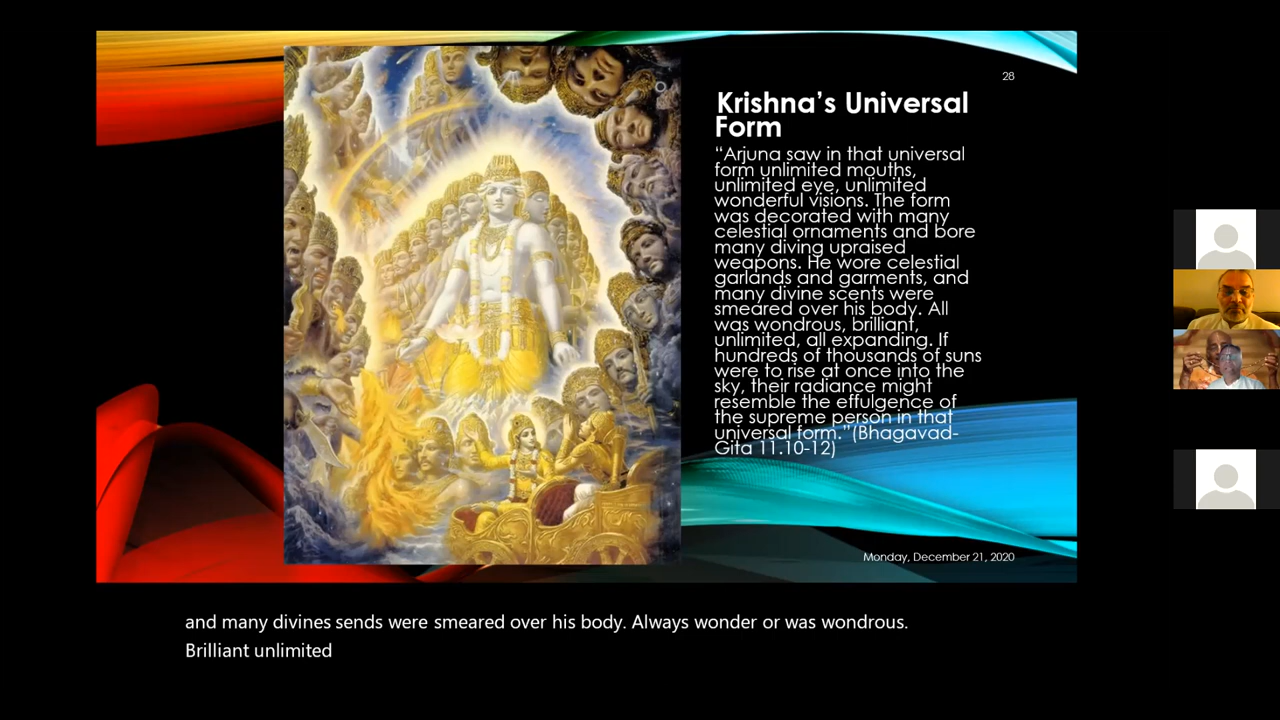 28
Krishna's Universal
Form
“Arjuna saw in that universal
form unlimited mouths,
unlimited eye, unlimited
wonderful visions. The form
was decorated with many
celestial ornaments and bore
many diving upraised
weapons. He wore celestial
garlands and garments, and
many divine scents were
smeared over his body. All
was wondrous, brilliant,
unlimited, all expanding. If
hundreds of thousands of suns
were to rise at once into the
sky, their radiance might
resemble the effulgence of
the supreme person in that
universal form.”(Bhagavad-
Gita 11.10-12)
Monday, December 21, 2020
and many divines sends were smeared over his body. Always wonder or was wondrous.
Brilliant unlimited